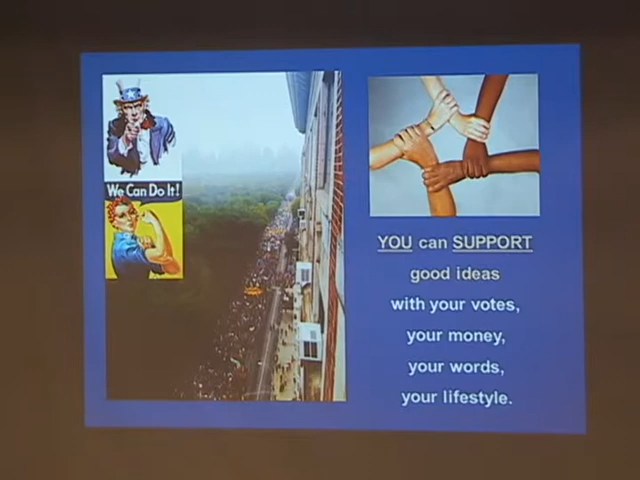 We Can Do It!
YOU can SUPPORT
good ideas
with your votes,
your money,
your words,
your lifestyle.